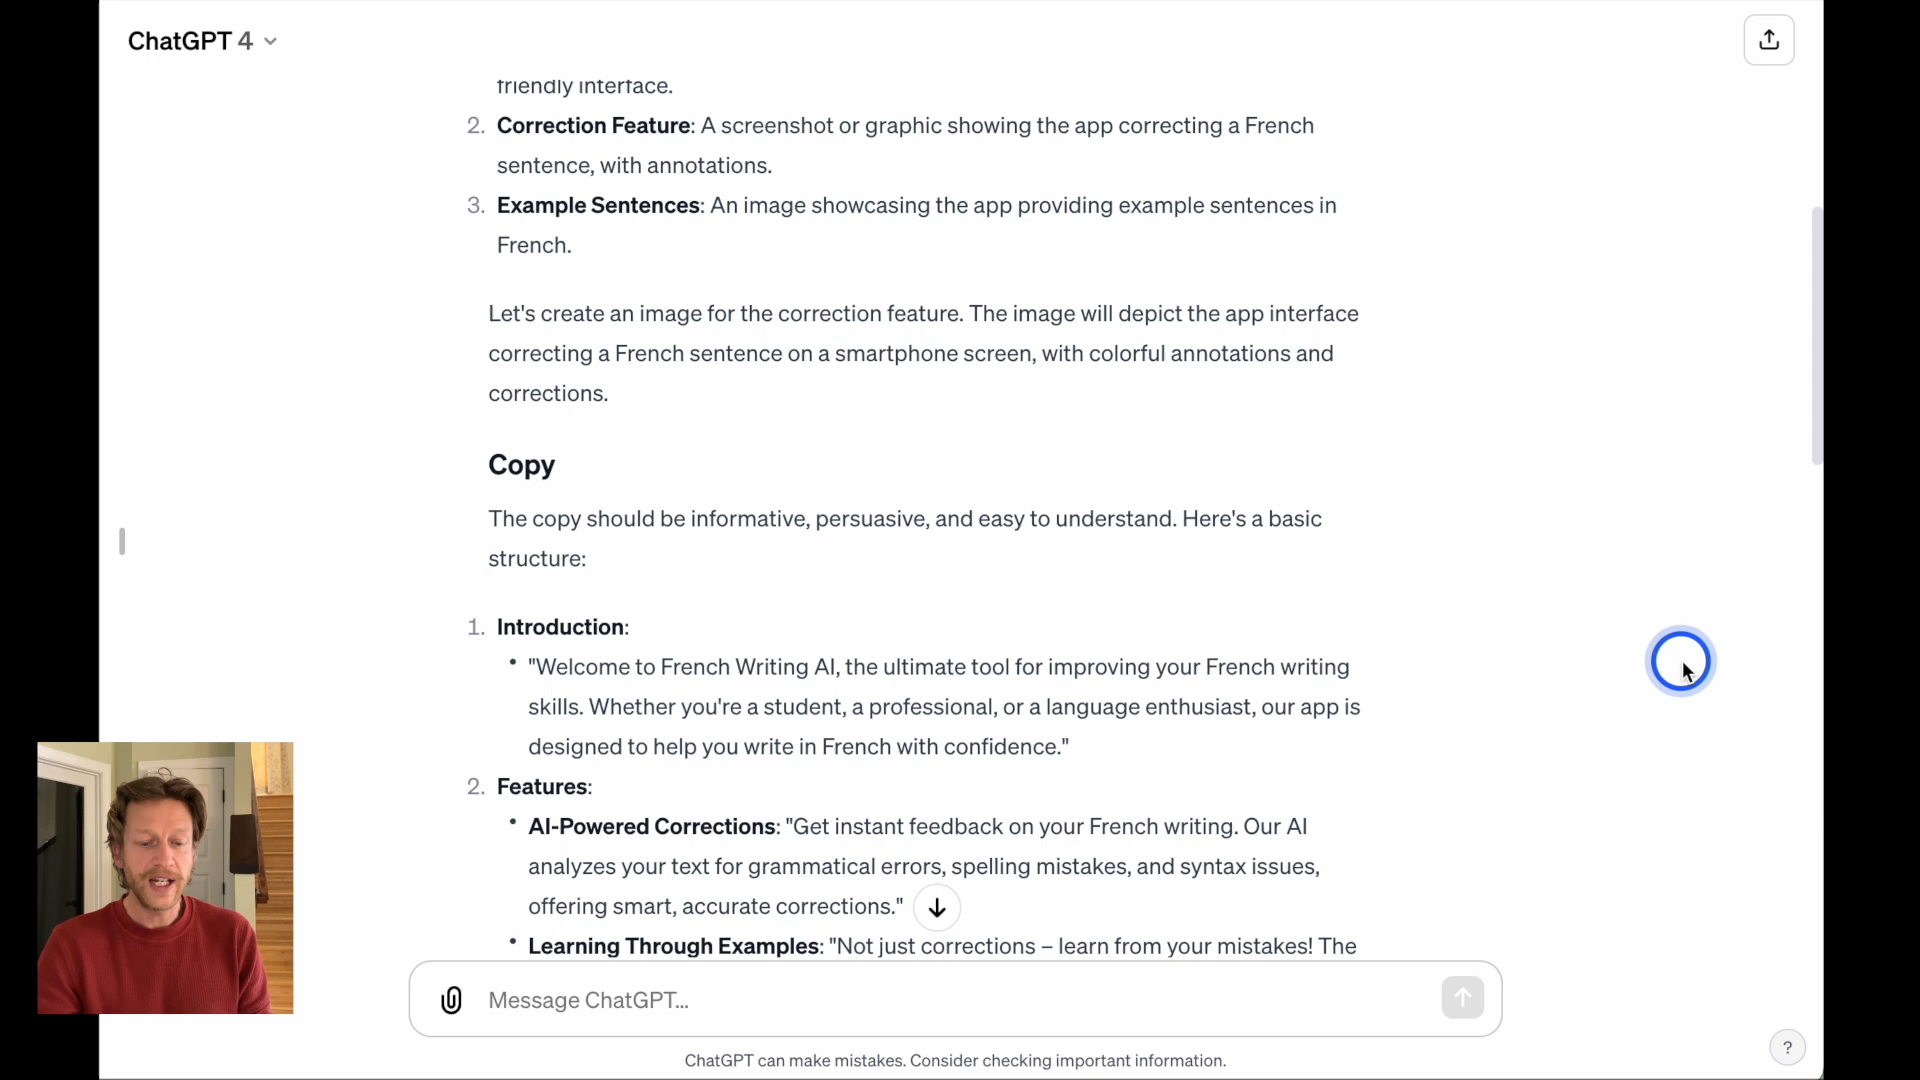 ChatGPT 4
friendly interface.
2. Correction Feature: A screenshot or graphic showing the app correcting a French
sentence, with annotations.
3. Example Sentences: An image showcasing the app providing example sentences in
French.
Let's create an image for the correction feature. The image will depict the app interface
correcting a French sentence on a smartphone screen, with colorful annotations and
corrections.
Copy
The copy should be informative, persuasive, and easy to understand. Here's a basic
structure:
1. Introduction:
• "Welcome to French Writing AI, the ultimate tool for improving your French writing
skills. Whether you're a student, a professional, or a language enthusiast, our app is
designed to help you write in French with confidence."
2. Features:
• AI-Powered Corrections: "Get instant feedback on your French writing. Our AI
analyzes your text for grammatical errors, spelling mistakes, and syntax issues,
offering smart, accurate corrections."
• Learning Through Examples: "Not just corrections – learn from your mistakes! The
Message ChatGPT...
ChatGPT can make mistakes. Consider checking important information.
?